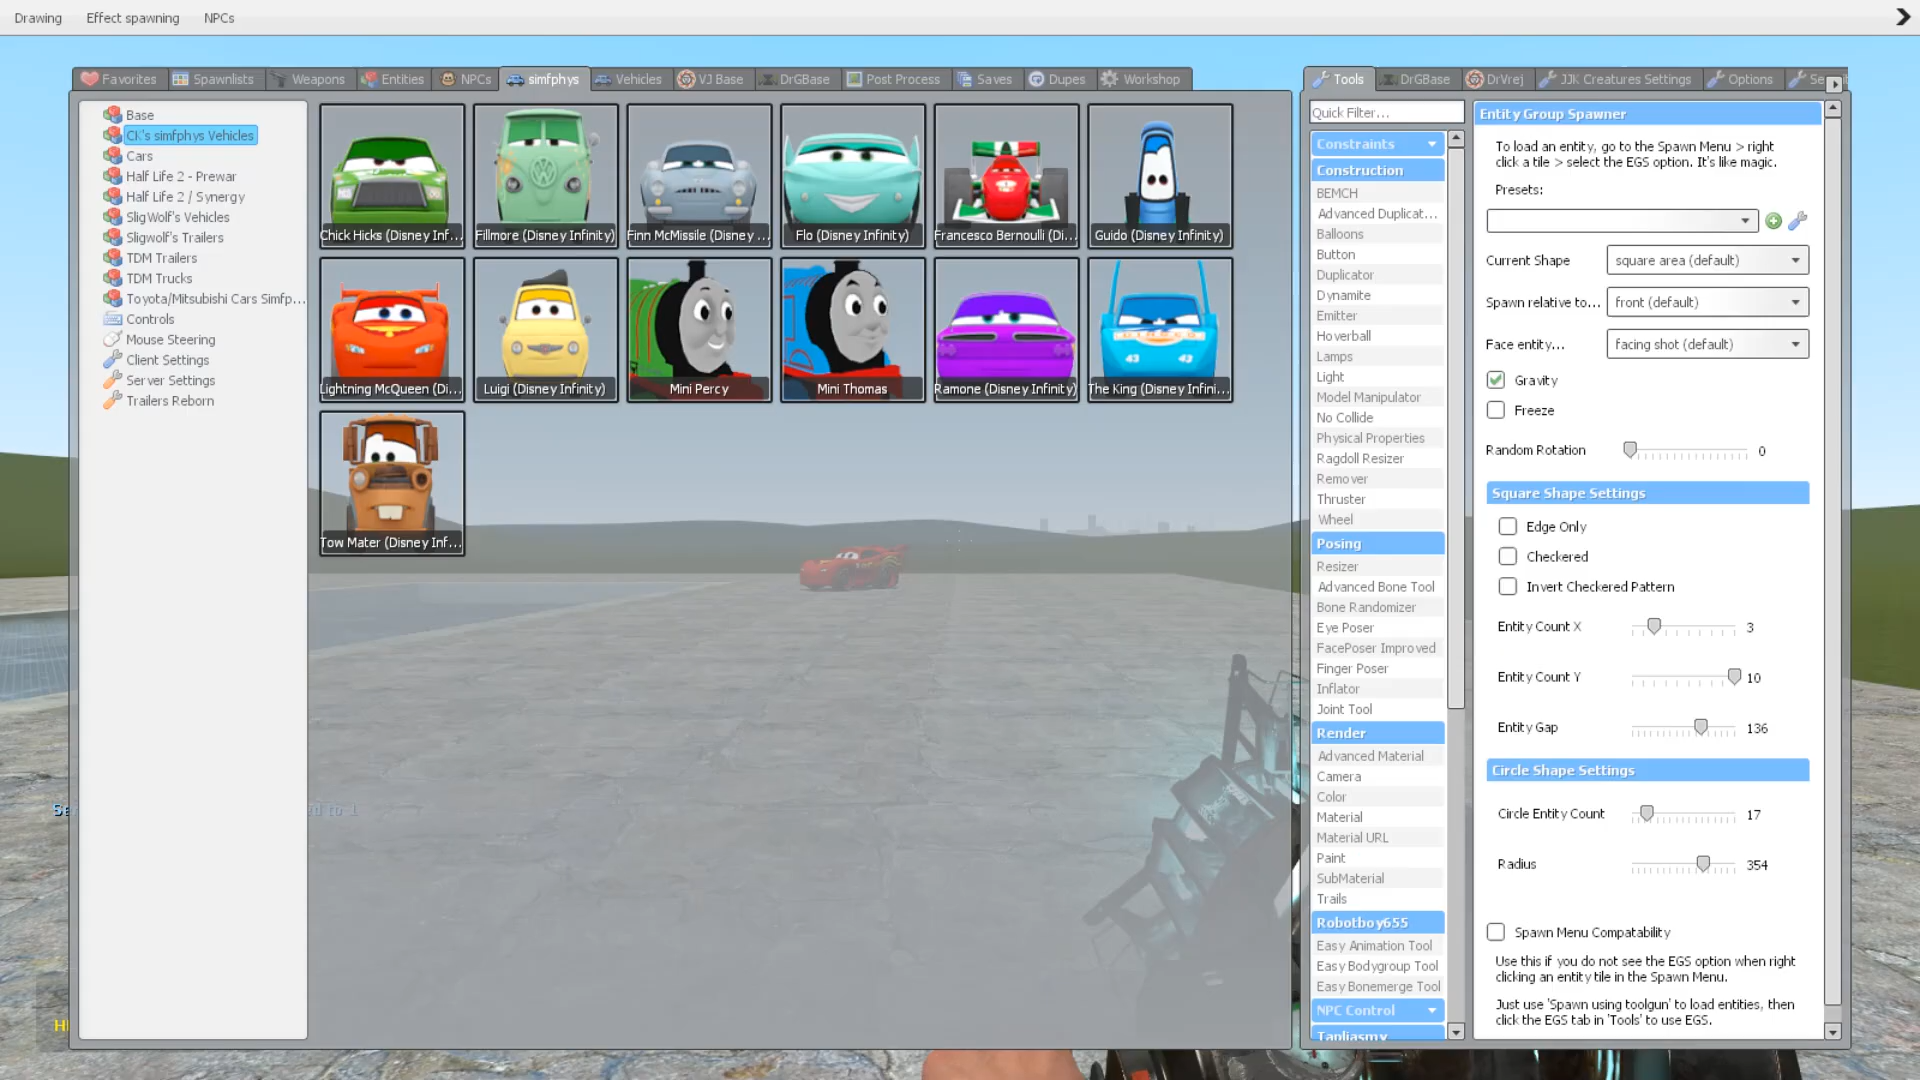 Drawing Effect spawning NPCs
Favorites Spawnlists Weapons Entities NPCs simfphys Vehicles VJ Base DrGBase Post Process Saves Dupes Workshop
Base
CK's simfphys Vehicles
Cars
Half Life 2 - Prewar
Half Life 2 / Synergy
SligWolf's Vehicles
Sligwolf's Trailers
TDM Trailers
TDM Trucks
Toyota/Mitsubishi Cars Simfp...
Controls
Mouse Steering
Client Settings
Server Settings
Trailers Reborn
Chick Hicks (Disney Inf...
Fillmore (Disney Infinity)
Finn McMissile (Disney ...
Flo (Disney Infinity)
Francesco Bernoulli (Di...
Guido (Disney Infinity)
Lightning McQueen (Di...
Luigi (Disney Infinity)
Mini Percy
Mini Thomas
Ramone (Disney Infinity)
43 43
The King (Disney Infini...
Tow Mater (Disney Inf...
Se
ed to 1
Tools DrGBase DrVrej JJK Creatures Settings Options Se
Quick Filter...
Constraints
Construction
BEMCH
Advanced Duplicat...
Balloons
Button
Duplicator
Dynamite
Emitter
Hoverball
Lamps
Light
Model Manipulator
No Collide
Physical Properties
Ragdoll Resizer
Remover
Thruster
Wheel
Posing
Resizer
Advanced Bone Tool
Bone Randomizer
Eye Poser
FacePoser Improved
Finger Poser
Inflator
Joint Tool
Render
Advanced Material
Camera
Color
Material
Material URL
Paint
SubMaterial
Trails
Robotboy655
Easy Animation Tool
Easy Bodygroup Tool
Easy Bonemerge Tool
NPC Control
Tapliasmy
Entity Group Spawner
To load an entity, go to the Spawn Menu > right
click a tile > select the EGS option. It's like magic.
Presets:
Current Shape square area (default)
Spawn relative to... front (default)
Face entity... facing shot (default)
Gravity
Freeze
Random Rotation 0
Square Shape Settings
Edge Only
Checkered
Invert Checkered Pattern
Entity Count X 3
Entity Count Y 10
Entity Gap 136
Circle Shape Settings
Circle Entity Count 17
Radius 354
Spawn Menu Compatability
Use this if you do not see the EGS option when right
clicking an entity tile in the Spawn Menu.
Just use 'Spawn using toolgun' to load entities, then
click the EGS tab in 'Tools' to use EGS.